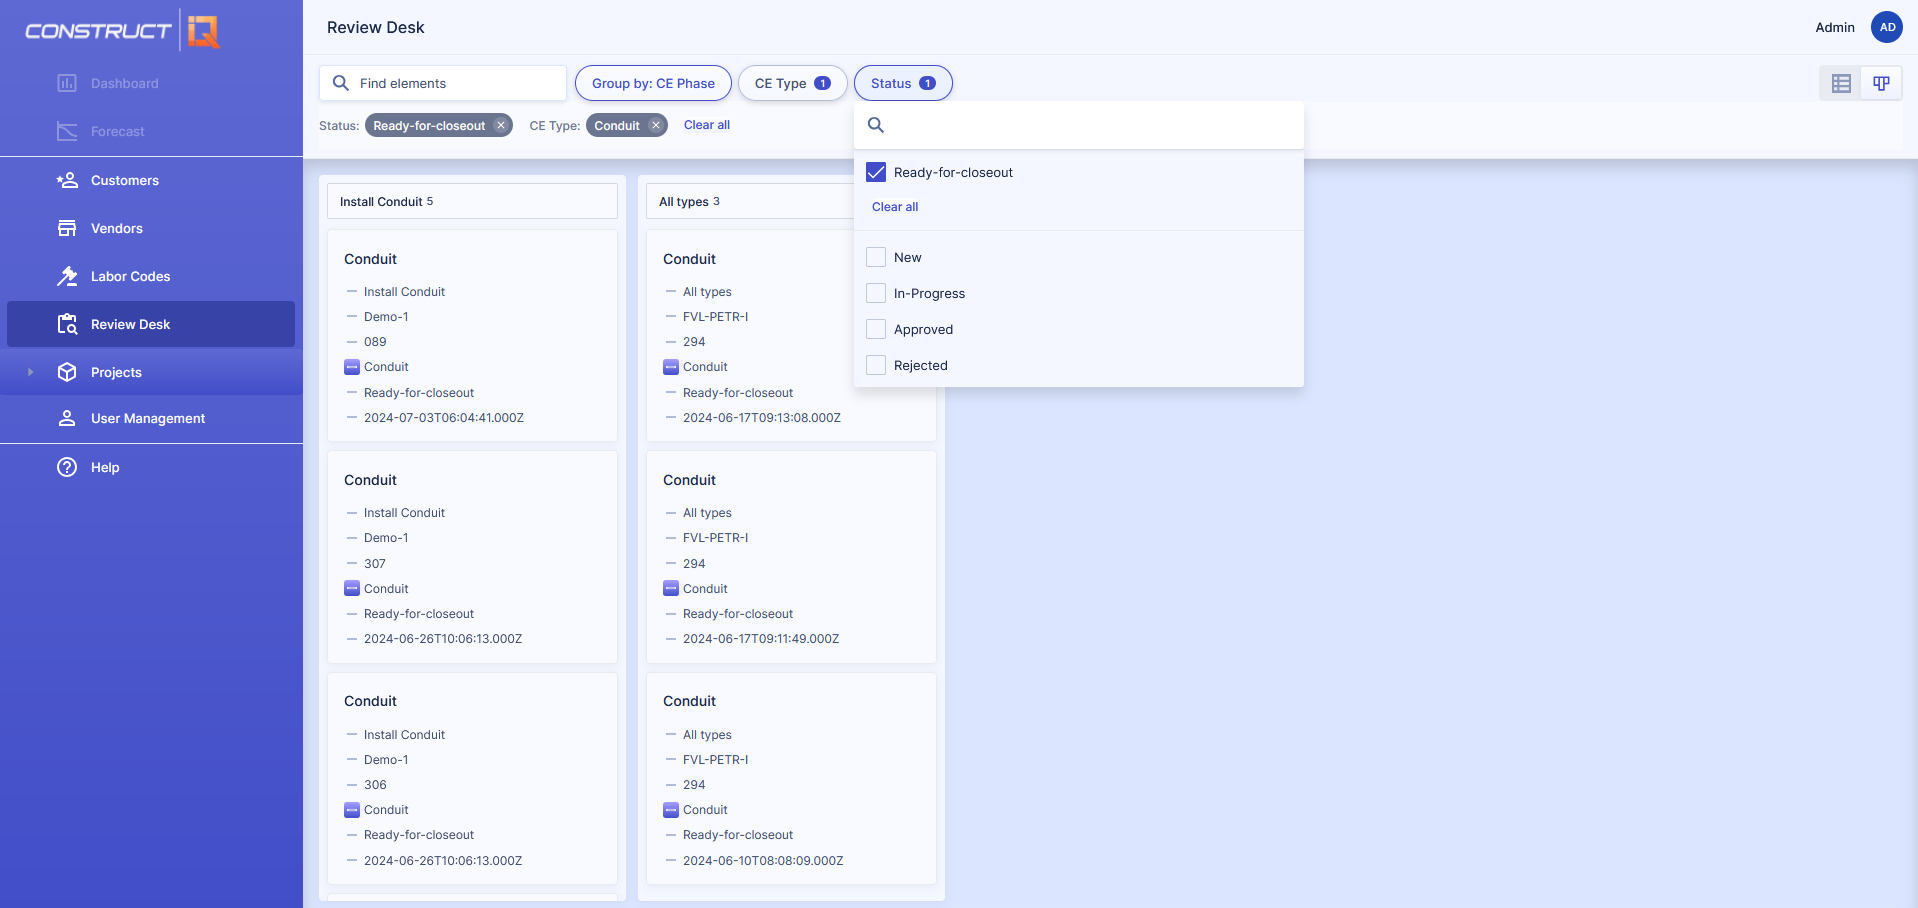 CONSTRUCT IQ
Dashboard
Forecast
Customers
Vendors
Labor Codes
Review Desk
Projects
User Management
Help
Review Desk
Admin
AD
Find elements
Group by: CE Phase
CE Type 1
Status 1
Status: Ready-for-closeout
CE Type: Conduit
Clear all
Ready-for-closeout
Clear all
New
In-Progress
Approved
Rejected
Install Conduit 5
Conduit
Install Conduit
Demo-1
089
Conduit
Ready-for-closeout
2024-07-03T06:04:41.000Z
Conduit
Install Conduit
Demo-1
307
Conduit
Ready-for-closeout
2024-06-26T10:06:13.000Z
Conduit
Install Conduit
Demo-1
306
Conduit
Ready-for-closeout
2024-06-26T10:06:13.000Z
All types 3
Conduit
All types
FVL-PETR-I
294
Conduit
Ready-for-closeout
2024-06-17T09:13:08.000Z
Conduit
All types
FVL-PETR-I
294
Conduit
Ready-for-closeout
2024-06-17T09:11:49.000Z
Conduit
All types
FVL-PETR-I
294
Conduit
Ready-for-closeout
2024-06-10T08:08:09.000Z